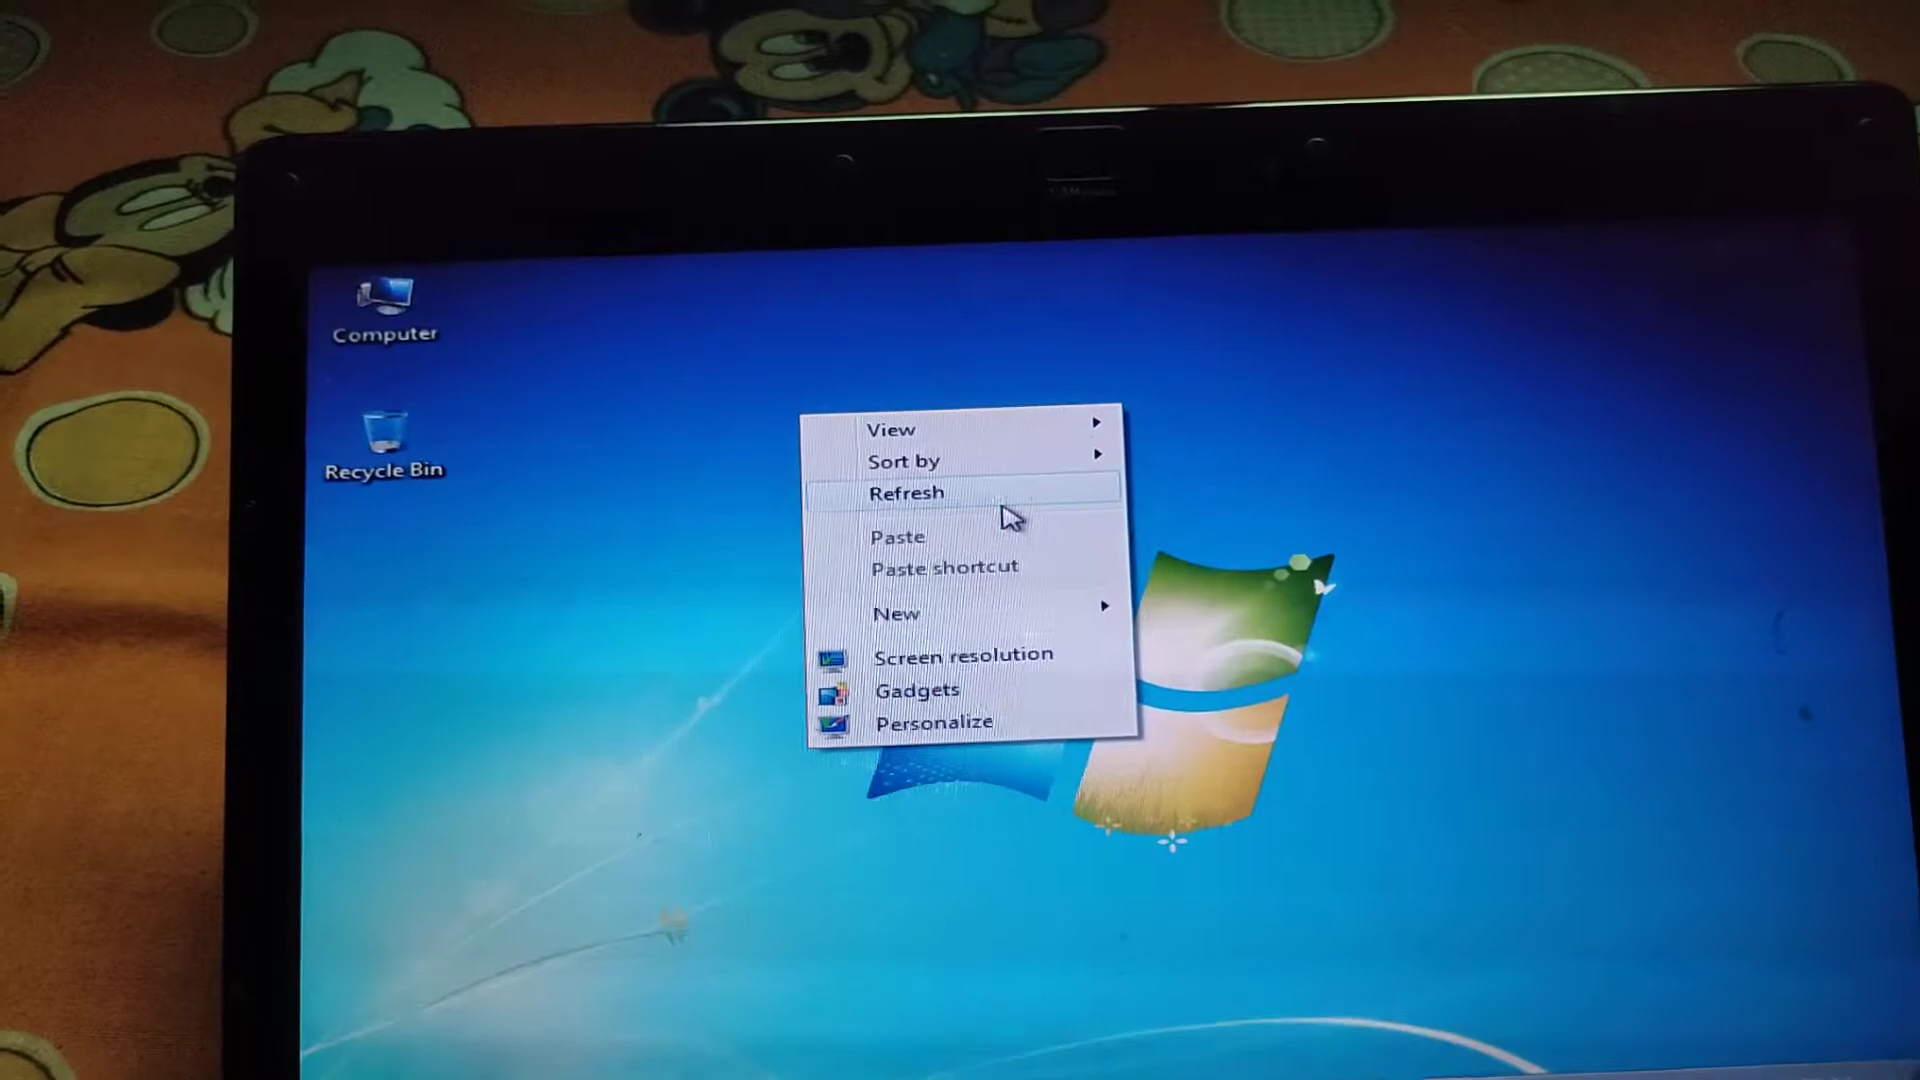 Computer
Recycle Bin
View
Sort by
Refresh
Paste
Paste shortcut
New
Screen resolution
Gadgets
Personalize